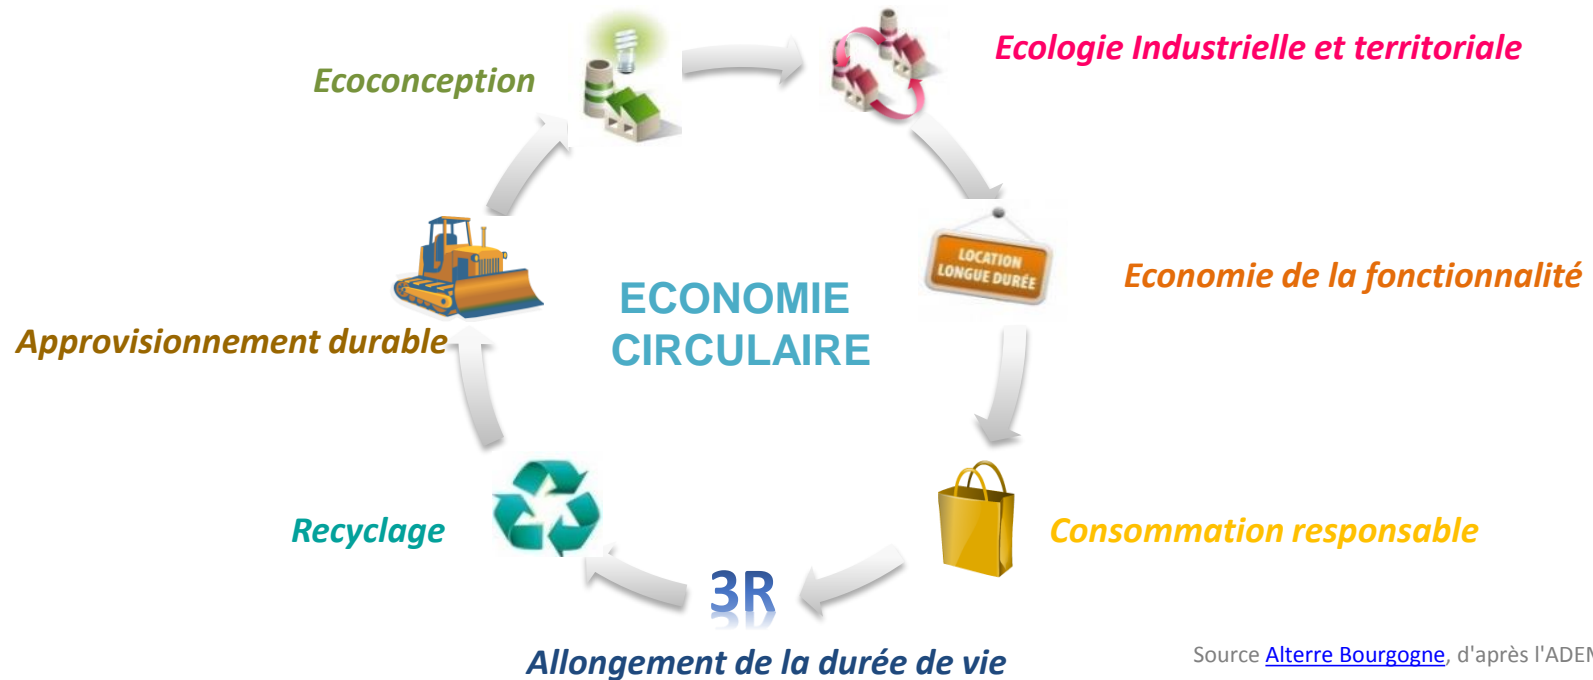 Ecologie Industrielle et territoriale
Ecoconception
LOCATION
LONGUE DURÉE
Economie de la fonctionnalité
ECONOMIE
CIRCULAIRE
Approvisionnement durable
Recyclage
Consommation responsable
3R
Allongement de la durée de vie
Source Alterre Bourgogne, d'après l'ADEM